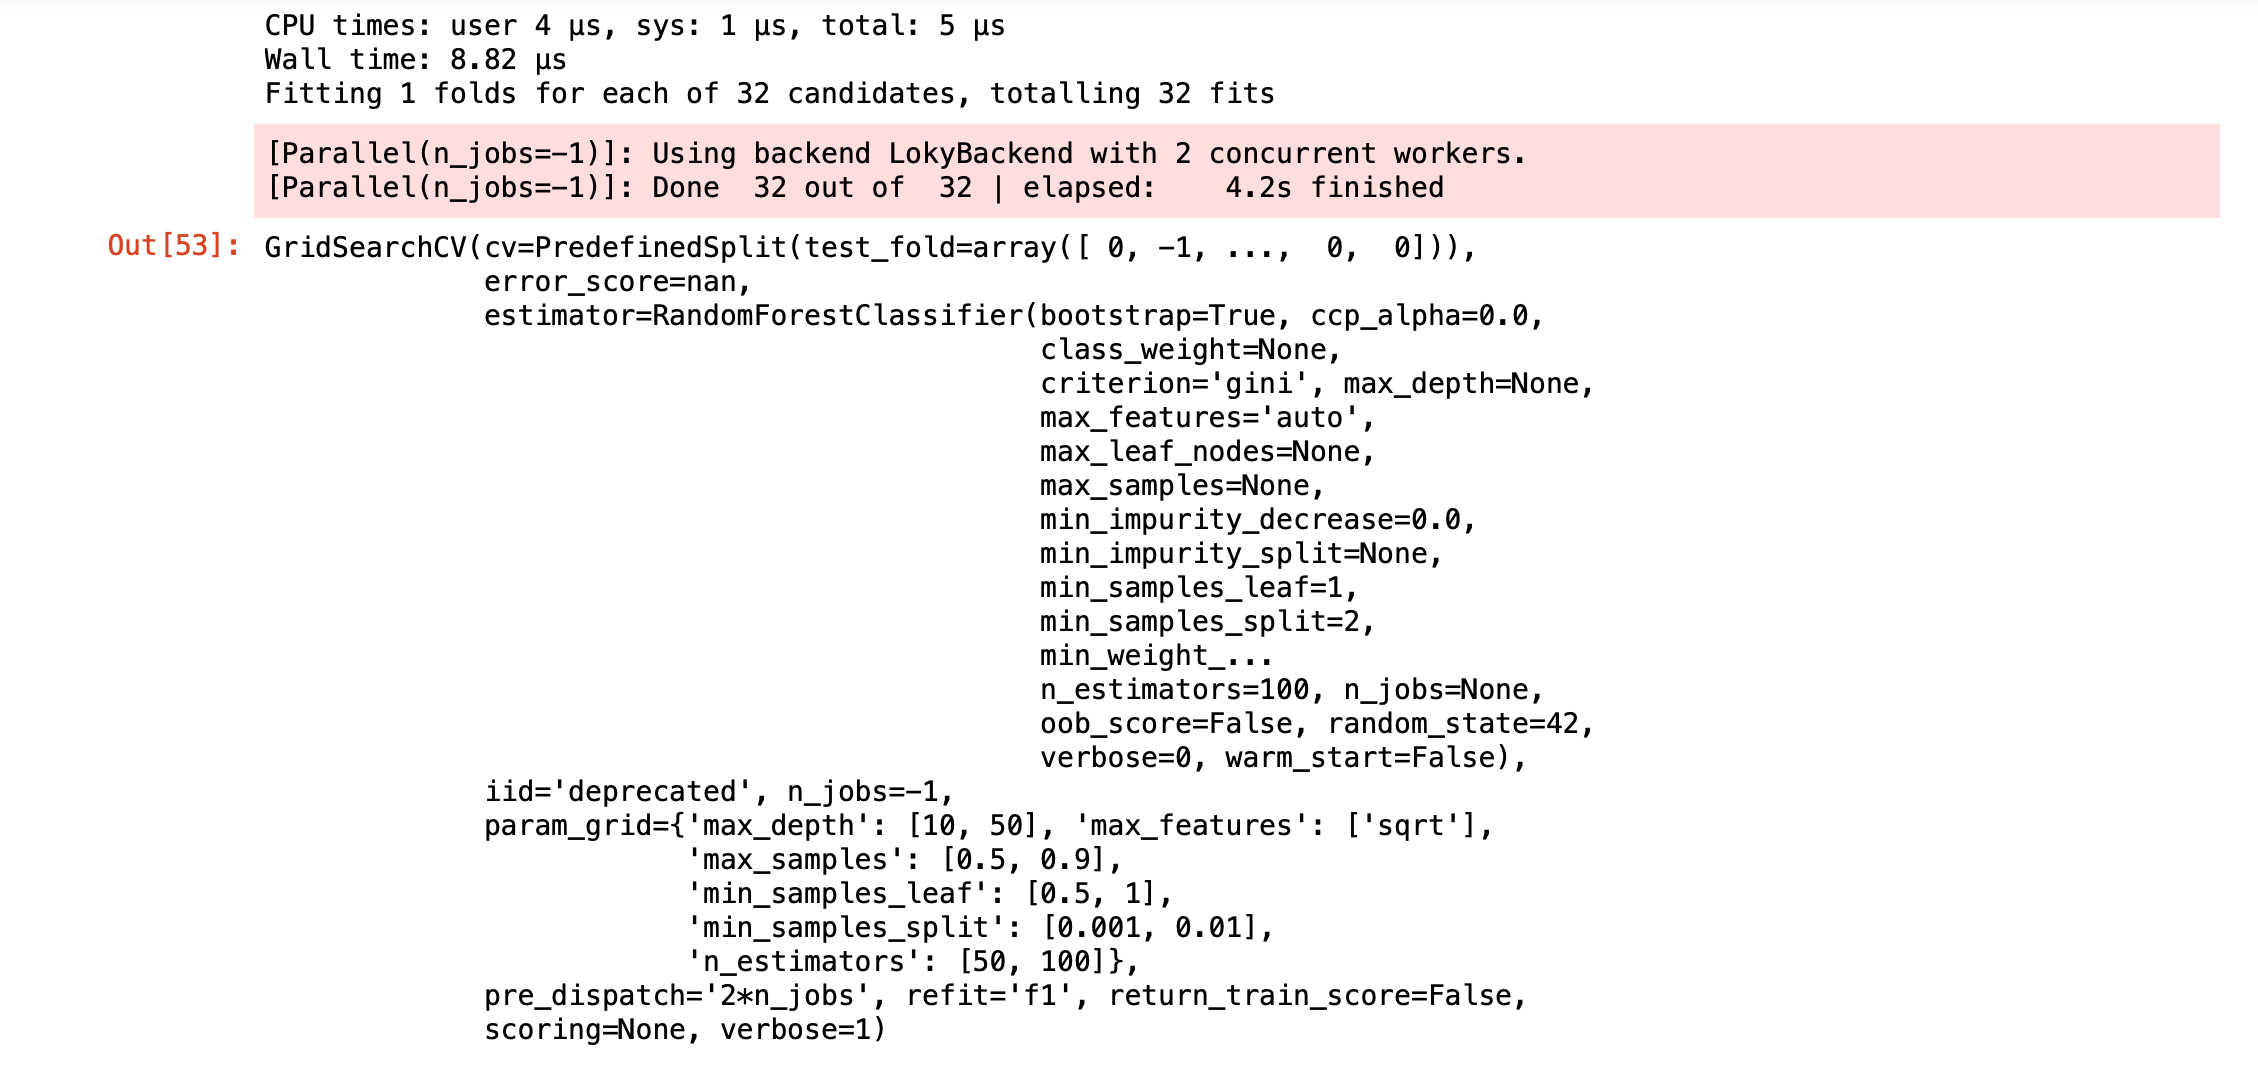 CPU times: user 4 µs, sys: 1 µs, total: 5 µs
Wall time: 8.82 µs
Fitting 1 folds for each of 32 candidates, totalling 32 fits
[Parallel(n_jobs=-1)]: Using backend LokyBackend with 2 concurrent workers.
[Parallel(n_jobs=-1)]: Done  32 out of  32 | elapsed:    4.2s finished
Out[53]: GridSearchCV(cv=PredefinedSplit(test_fold=array([ 0, -1, ...,  0,  0])),
             error_score=nan,
             estimator=RandomForestClassifier(bootstrap=True, ccp_alpha=0.0,
                                              class_weight=None,
                                              criterion='gini', max_depth=None,
                                              max_features='auto',
                                              max_leaf_nodes=None,
                                              max_samples=None,
                                              min_impurity_decrease=0.0,
                                              min_impurity_split=None,
                                              min_samples_leaf=1,
                                              min_samples_split=2,
                                              min_weight_...
                                              n_estimators=100, n_jobs=None,
                                              oob_score=False, random_state=42,
                                              verbose=0, warm_start=False),
             iid='deprecated', n_jobs=-1,
             param_grid={'max_depth': [10, 50], 'max_features': ['sqrt'],
                         'max_samples': [0.5, 0.9],
                         'min_samples_leaf': [0.5, 1],
                         'min_samples_split': [0.001, 0.01],
                         'n_estimators': [50, 100]},
             pre_dispatch='2*n_jobs', refit='f1', return_train_score=False,
             scoring=None, verbose=1)